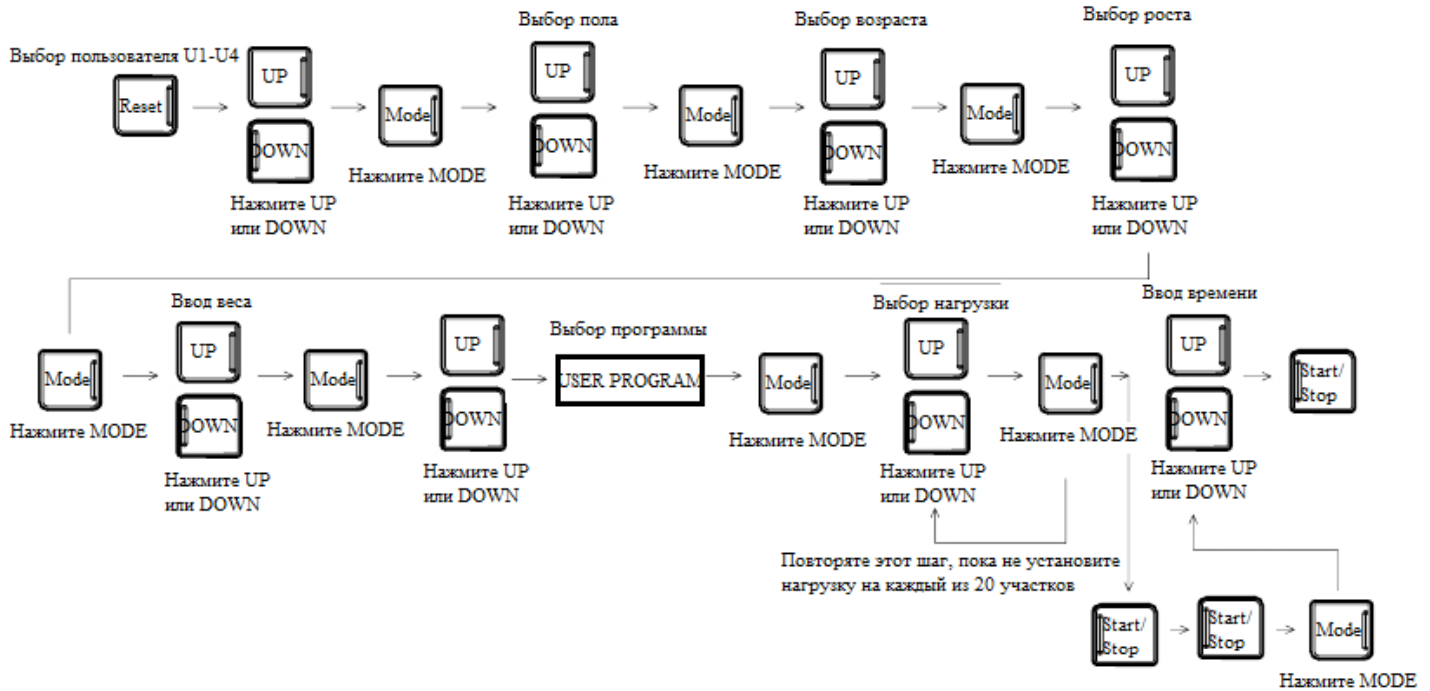 Выбор пользователя U1-U4
Выбор пола
Выбор возраста
Выбор роста
Reset
UP
DOWN
Нажмите UP
или DOWN
Mode
Нажмите MODE
UP
DOWN
Нажмите UP
или DOWN
Mode
Нажмите MODE
UP
DOWN
Нажмите UP
или DOWN
Mode
Нажмите MODE
UP
DOWN
Нажмите UP
или DOWN
Mode
Нажмите MODE
Ввод веса
UP
DOWN
Нажмите UP
или DOWN
Mode
Нажмите MODE
UP
DOWN
Нажмите UP
или DOWN
Выбор программы
USER PROGRAM
Mode
Нажмите MODE
Выбор нагрузки
UP
DOWN
Нажмите UP
или DOWN
Mode
Нажмите MODE
Повторяте этот шаг, пока не установите
нагрузку на каждый из 20 участков
Ввод времени
UP
DOWN
Нажмите UP
или DOWN
Start/
Stop
Start/
Stop
Start/
Stop
Mode
Нажмите MODE